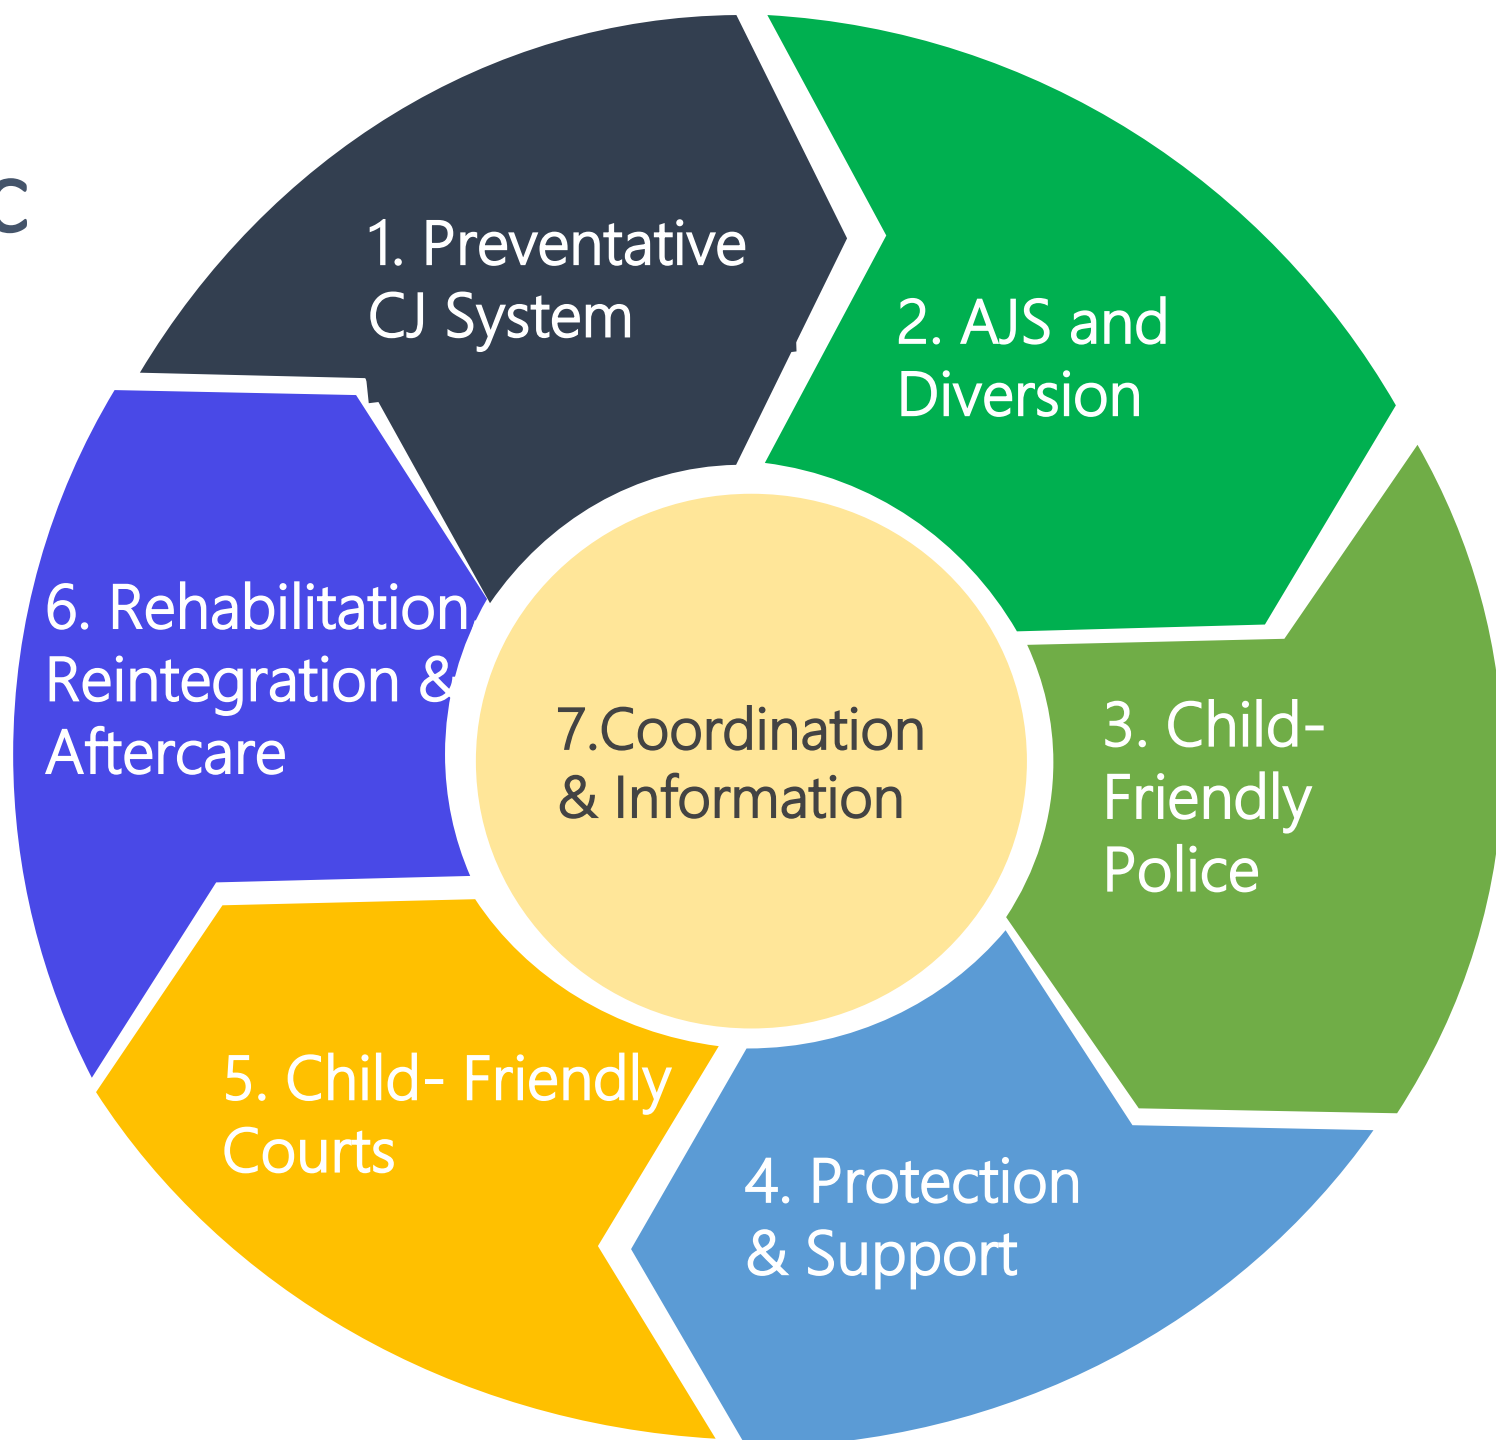 c
1. Preventative
CJ System
2. AJS and
Diversion
3. Child-
Friendly
Police
4. Protection
& Support
5. Child- Friendly
Courts
6. Rehabilitation,
Reintegration &
Aftercare
7.Coordination
& Information